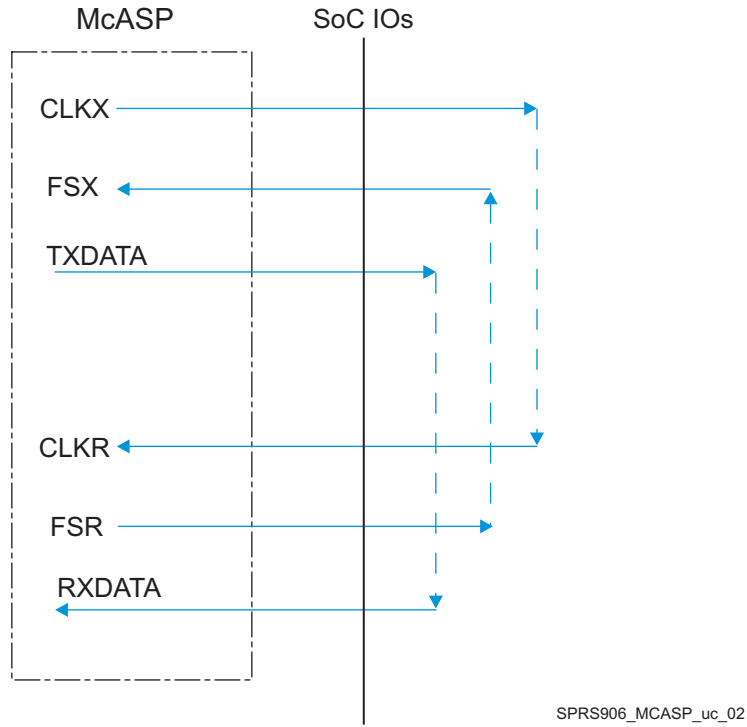 McASP
SoC IOs
CLKX
FSX
TXDATA
CLKR
FSR
RXDATA
SPRS906_MCASP_uc_02